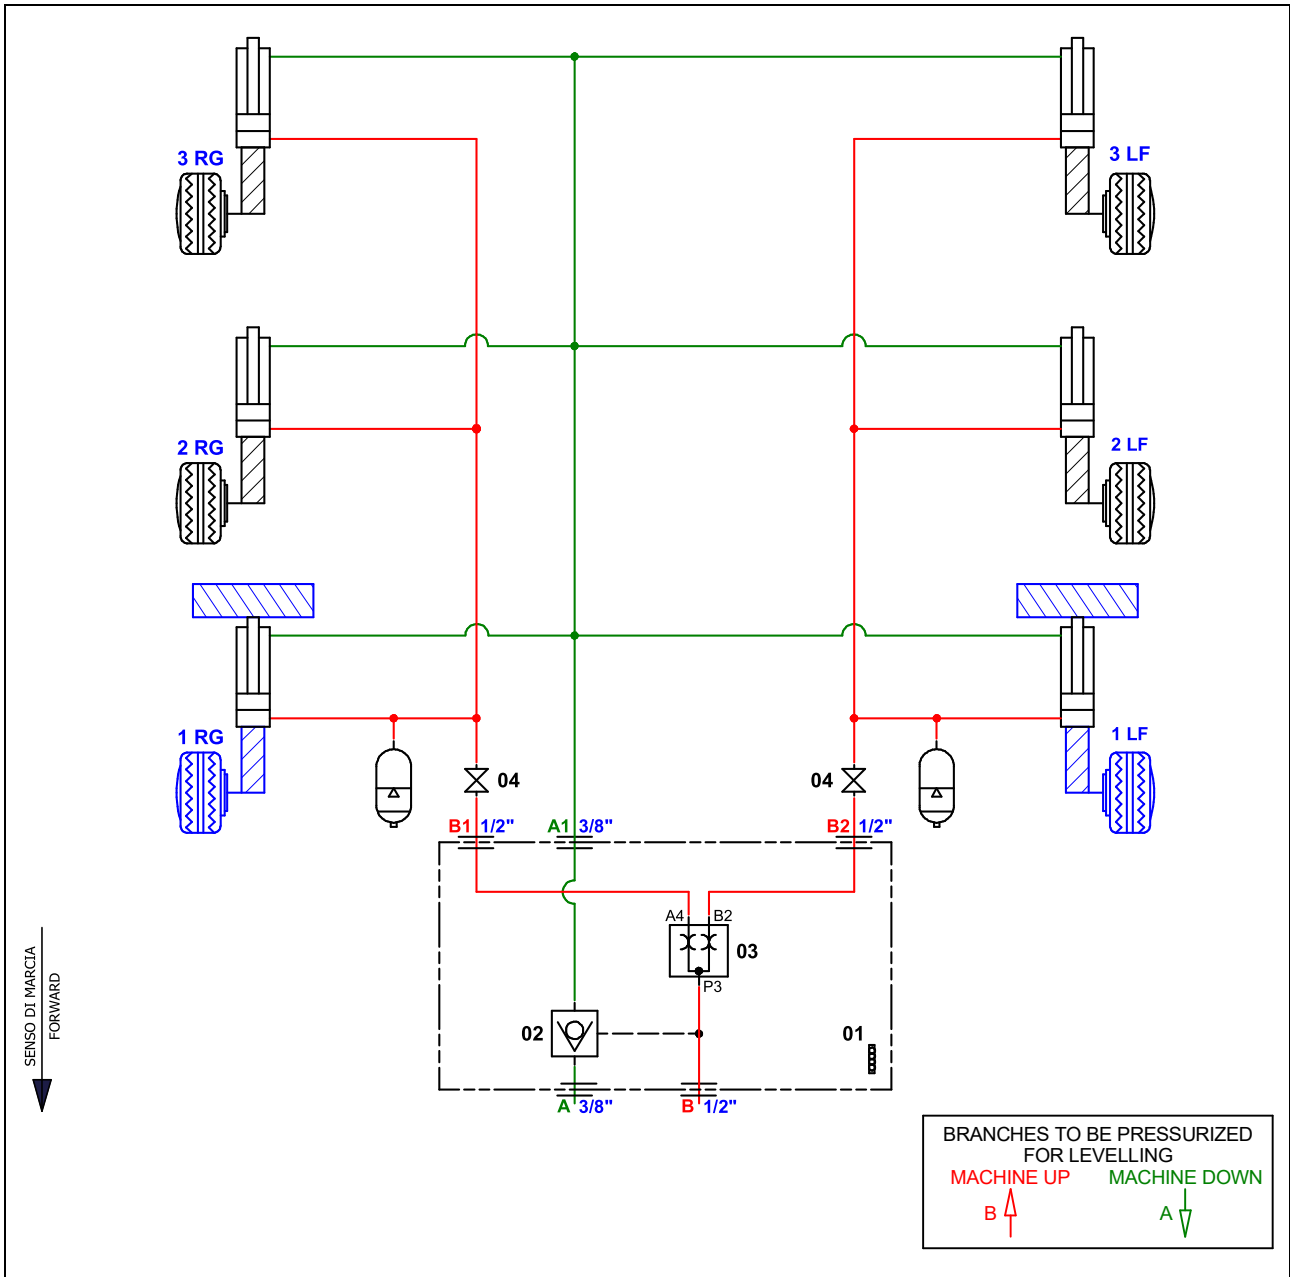 3 RG
3 LF
2 RG
2 LF
1 RG
1 LF
04
04
B1 1/2"
A1 3/8"
B2 1/2"
A4
B2
03
P3
02
01
A 3/8"
B 1/2"
SENSO DI MARCIA
FORWARD
BRANCHES TO BE PRESSURIZED
FOR LEVELLING
MACHINE UP
MACHINE DOWN
B
A